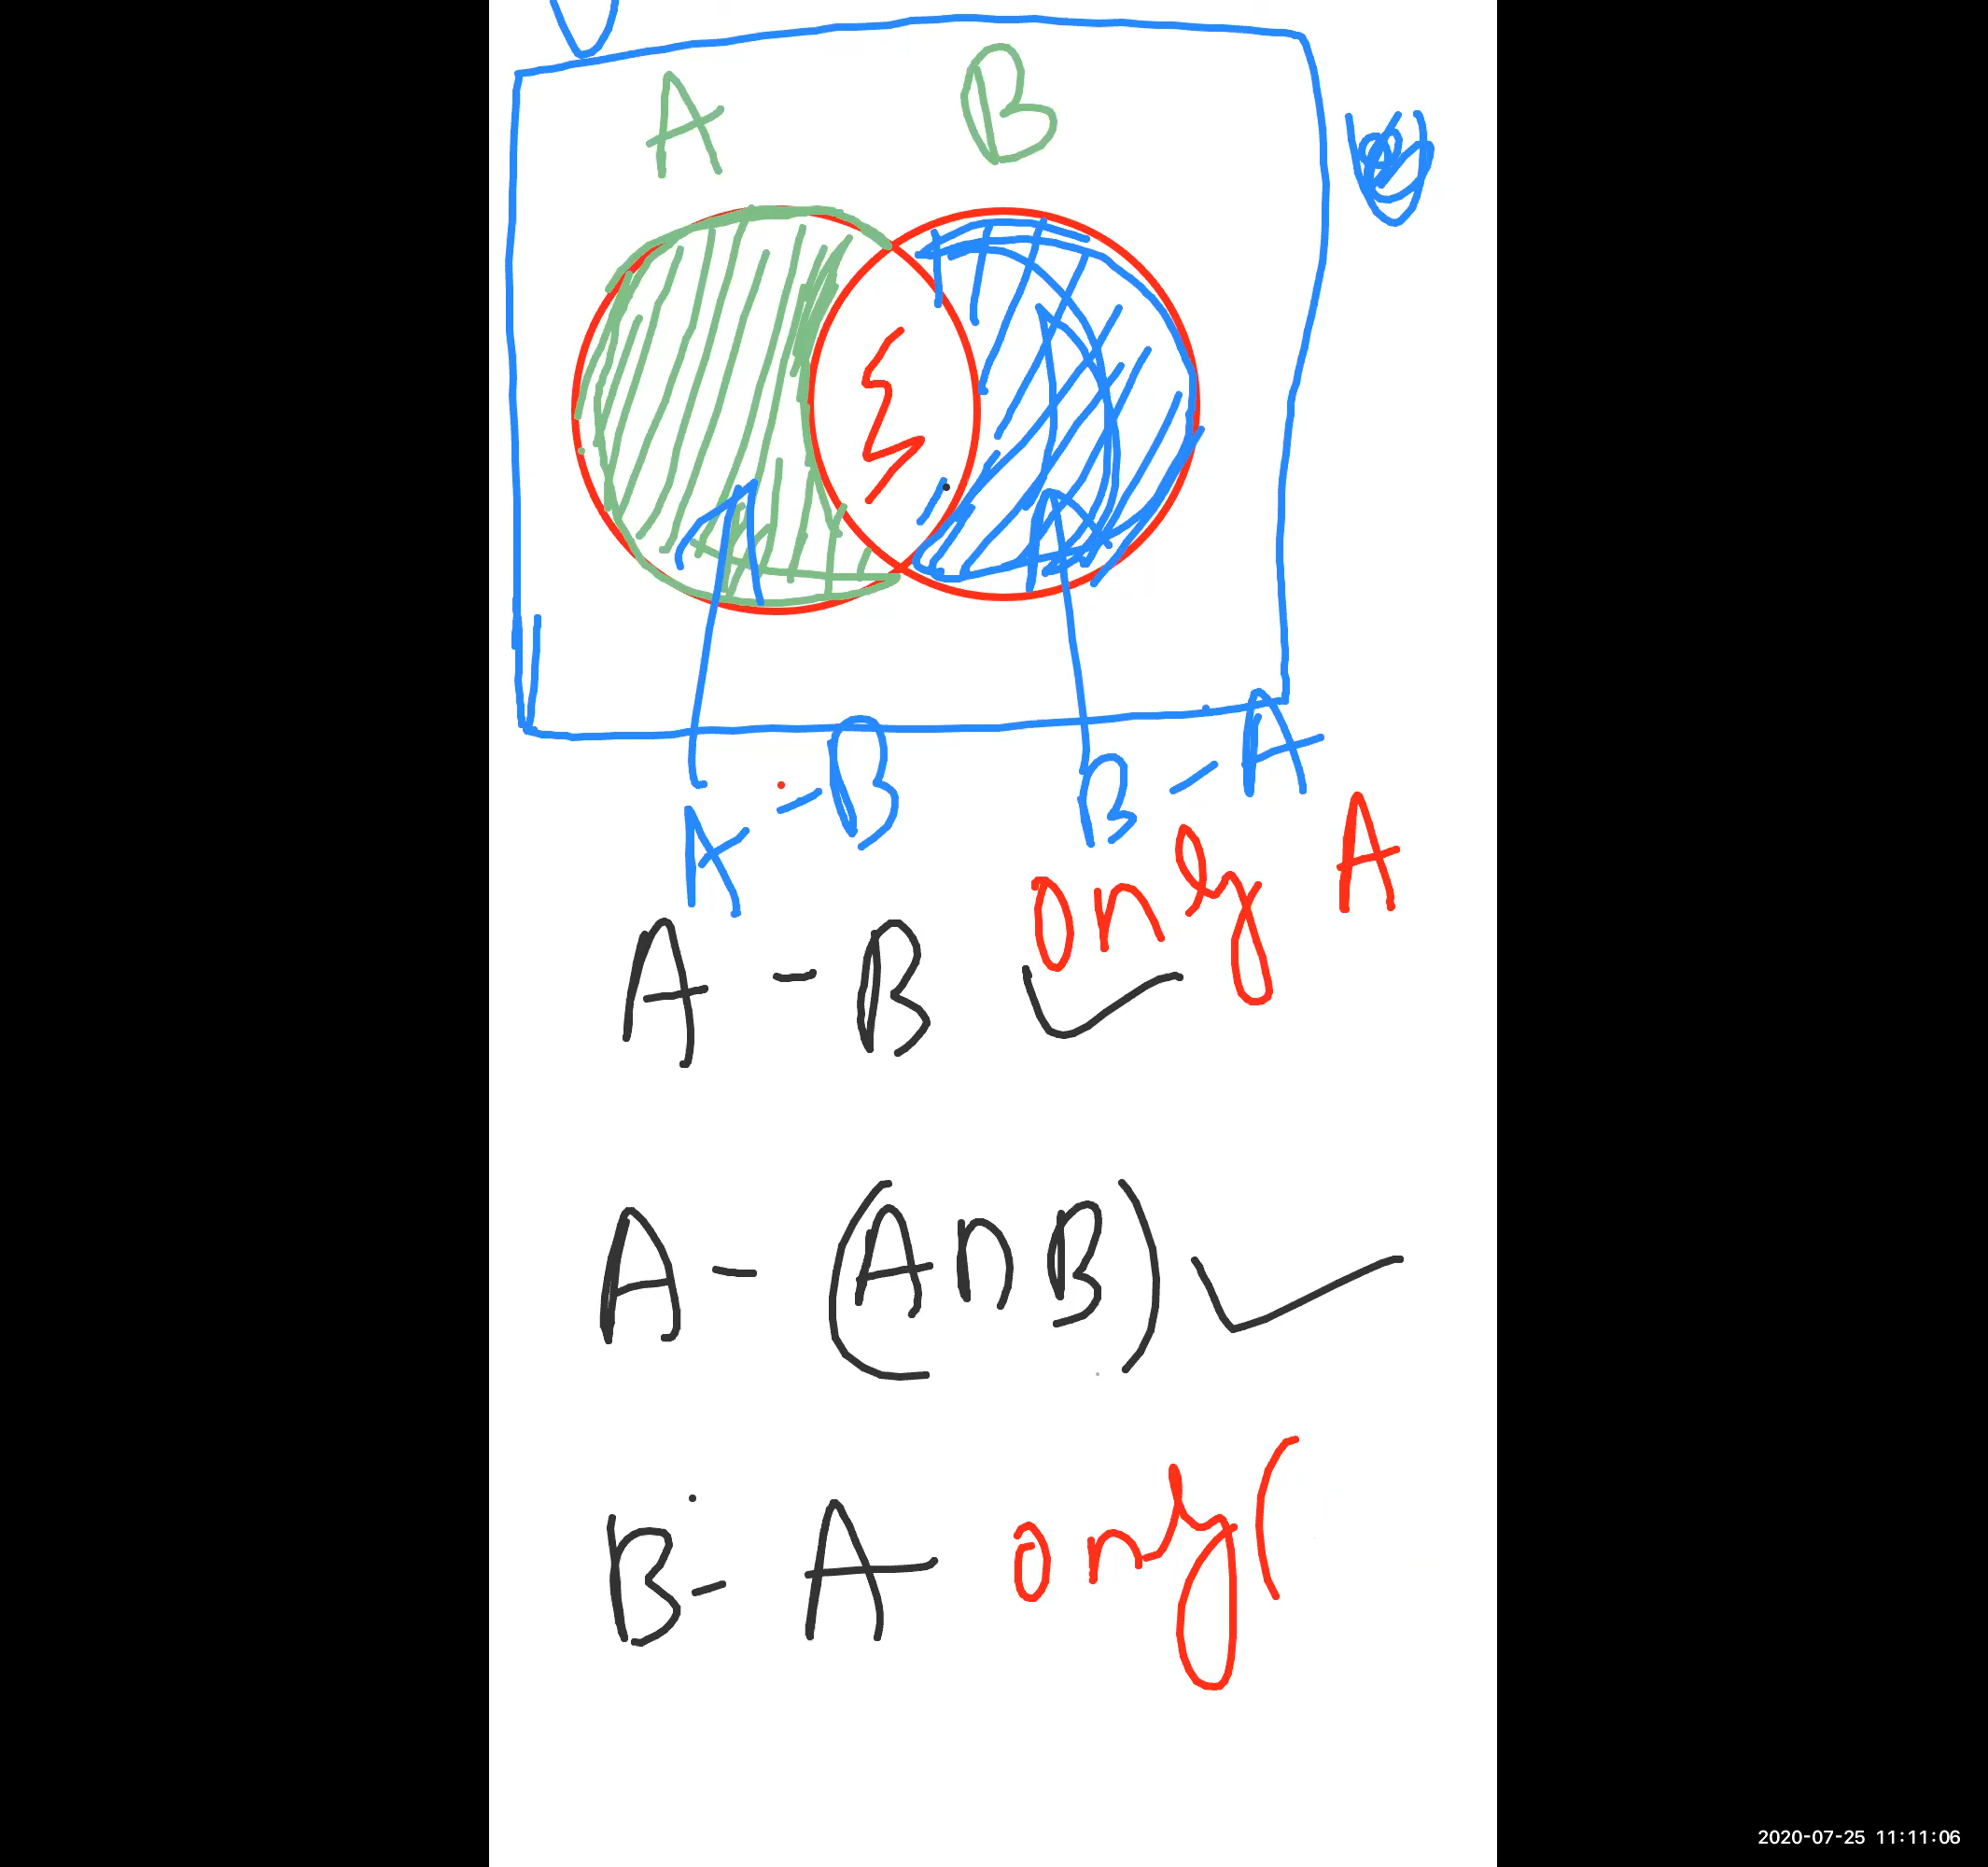 A B
A - B
B - A
only A
A - B
A - (A∩B)
B - A only
2020-07-25 11:11:06